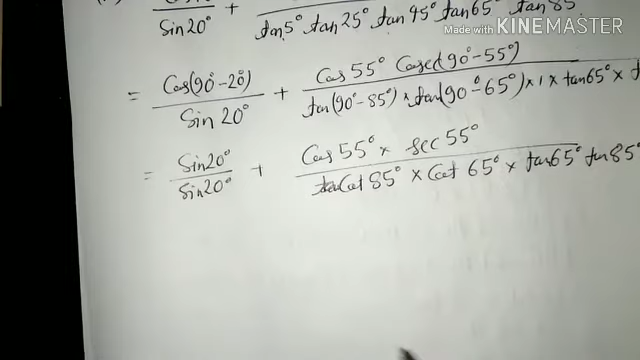 Sin20° + tan5° tan25° tan45° tan65° tan85
Made with KINEMASTER
= Cos(90°-20°) / Sin 20° + Cos 55° Cosec(90°-55°) / tan(90°-85°) × tan(90°-65°) × 1 × tan65° ×
= Sin20° / Sin20° + Cos 55° × Sec 55° / Cot 85° × Cot 65° × tan65° tan85°